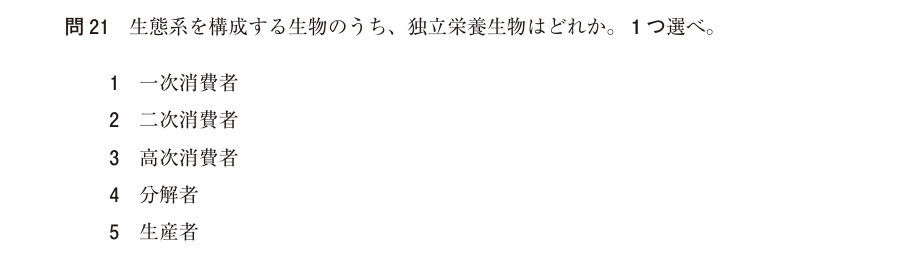 問21 生態系を構成する生物のうち、独立栄養生物はどれか。1つ選べ。
1 一次消費者
2 二次消費者
3 高次消費者
4 分解者
5 生産者